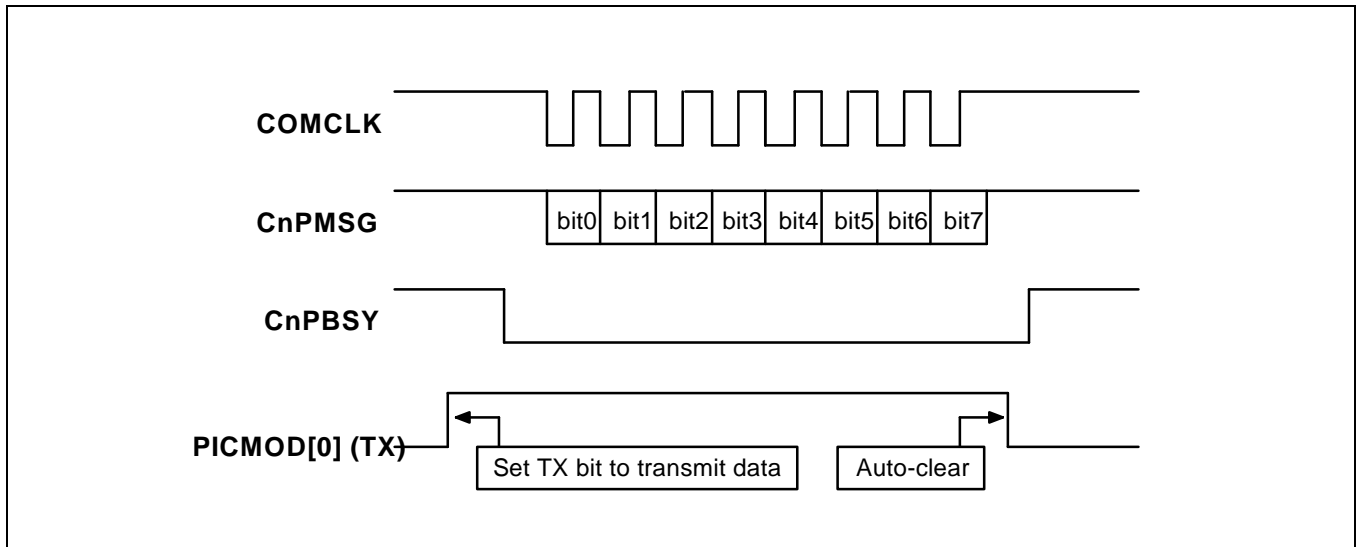 COMCLK
CnPMSG
bit0 bit1 bit2 bit3 bit4 bit5 bit6 bit7
CnPBSY
PICMOD[0] (TX)
Set TX bit to transmit data
Auto-clear